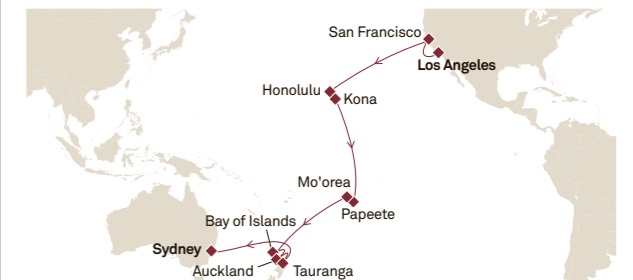 San Francisco
Los Angeles
Honolulu
Kona
Mo'orea
Papeete
Bay of Islands
Sydney
Auckland
Tauranga